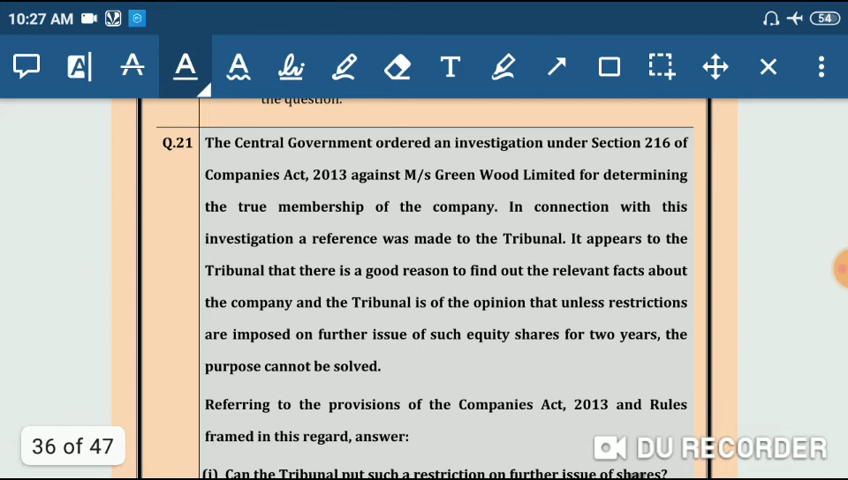 10:27 AM
54
A
A
A
A
T
the question.
Q.21 The Central Government ordered an investigation under Section 216 of
Companies Act, 2013 against M/s Green Wood Limited for determining
the true membership of the company. In connection with this
investigation a reference was made to the Tribunal. It appears to the
Tribunal that there is a good reason to find out the relevant facts about
the company and the Tribunal is of the opinion that unless restrictions
are imposed on further issue of such equity shares for two years, the
purpose cannot be solved.
Referring to the provisions of the Companies Act, 2013 and Rules
framed in this regard, answer:
36 of 47
DU RECORDER
(i) Can the Tribunal put such a restriction on further issue of shares?